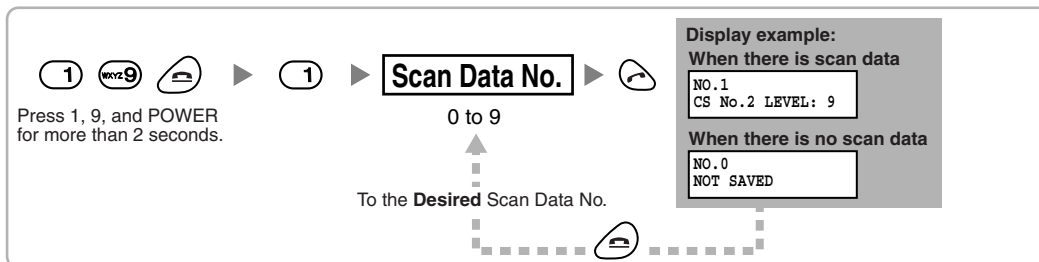 1)
WXYZ9)
1)
Scan Data No.
Press 1, 9, and POWER
for more than 2 seconds.
0 to 9
To the Desired Scan Data No.
Display example:
When there is scan data
NO.1
CS No.2 LEVEL: 9
When there is no scan data
NO.0
NOT SAVED